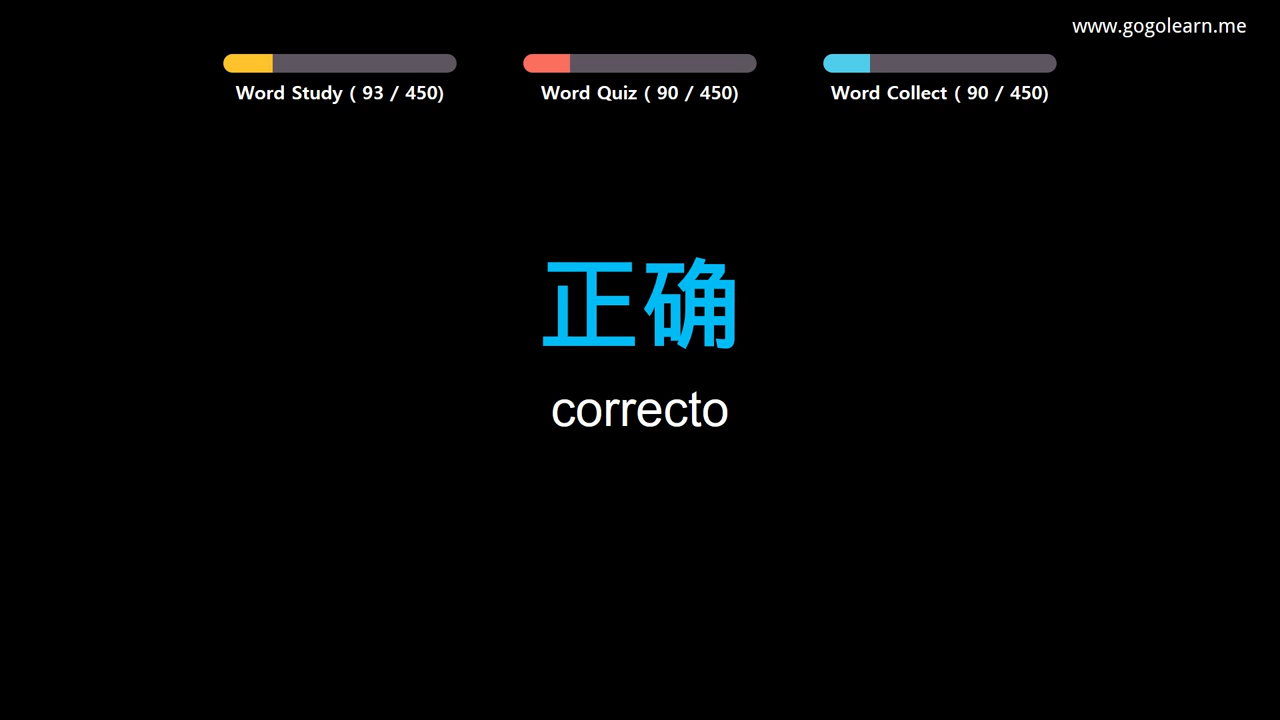 www.gogolearn.me
Word Study ( 93 / 450)
Word Quiz ( 90 / 450)
Word Collect ( 90 / 450)
正确
correcto